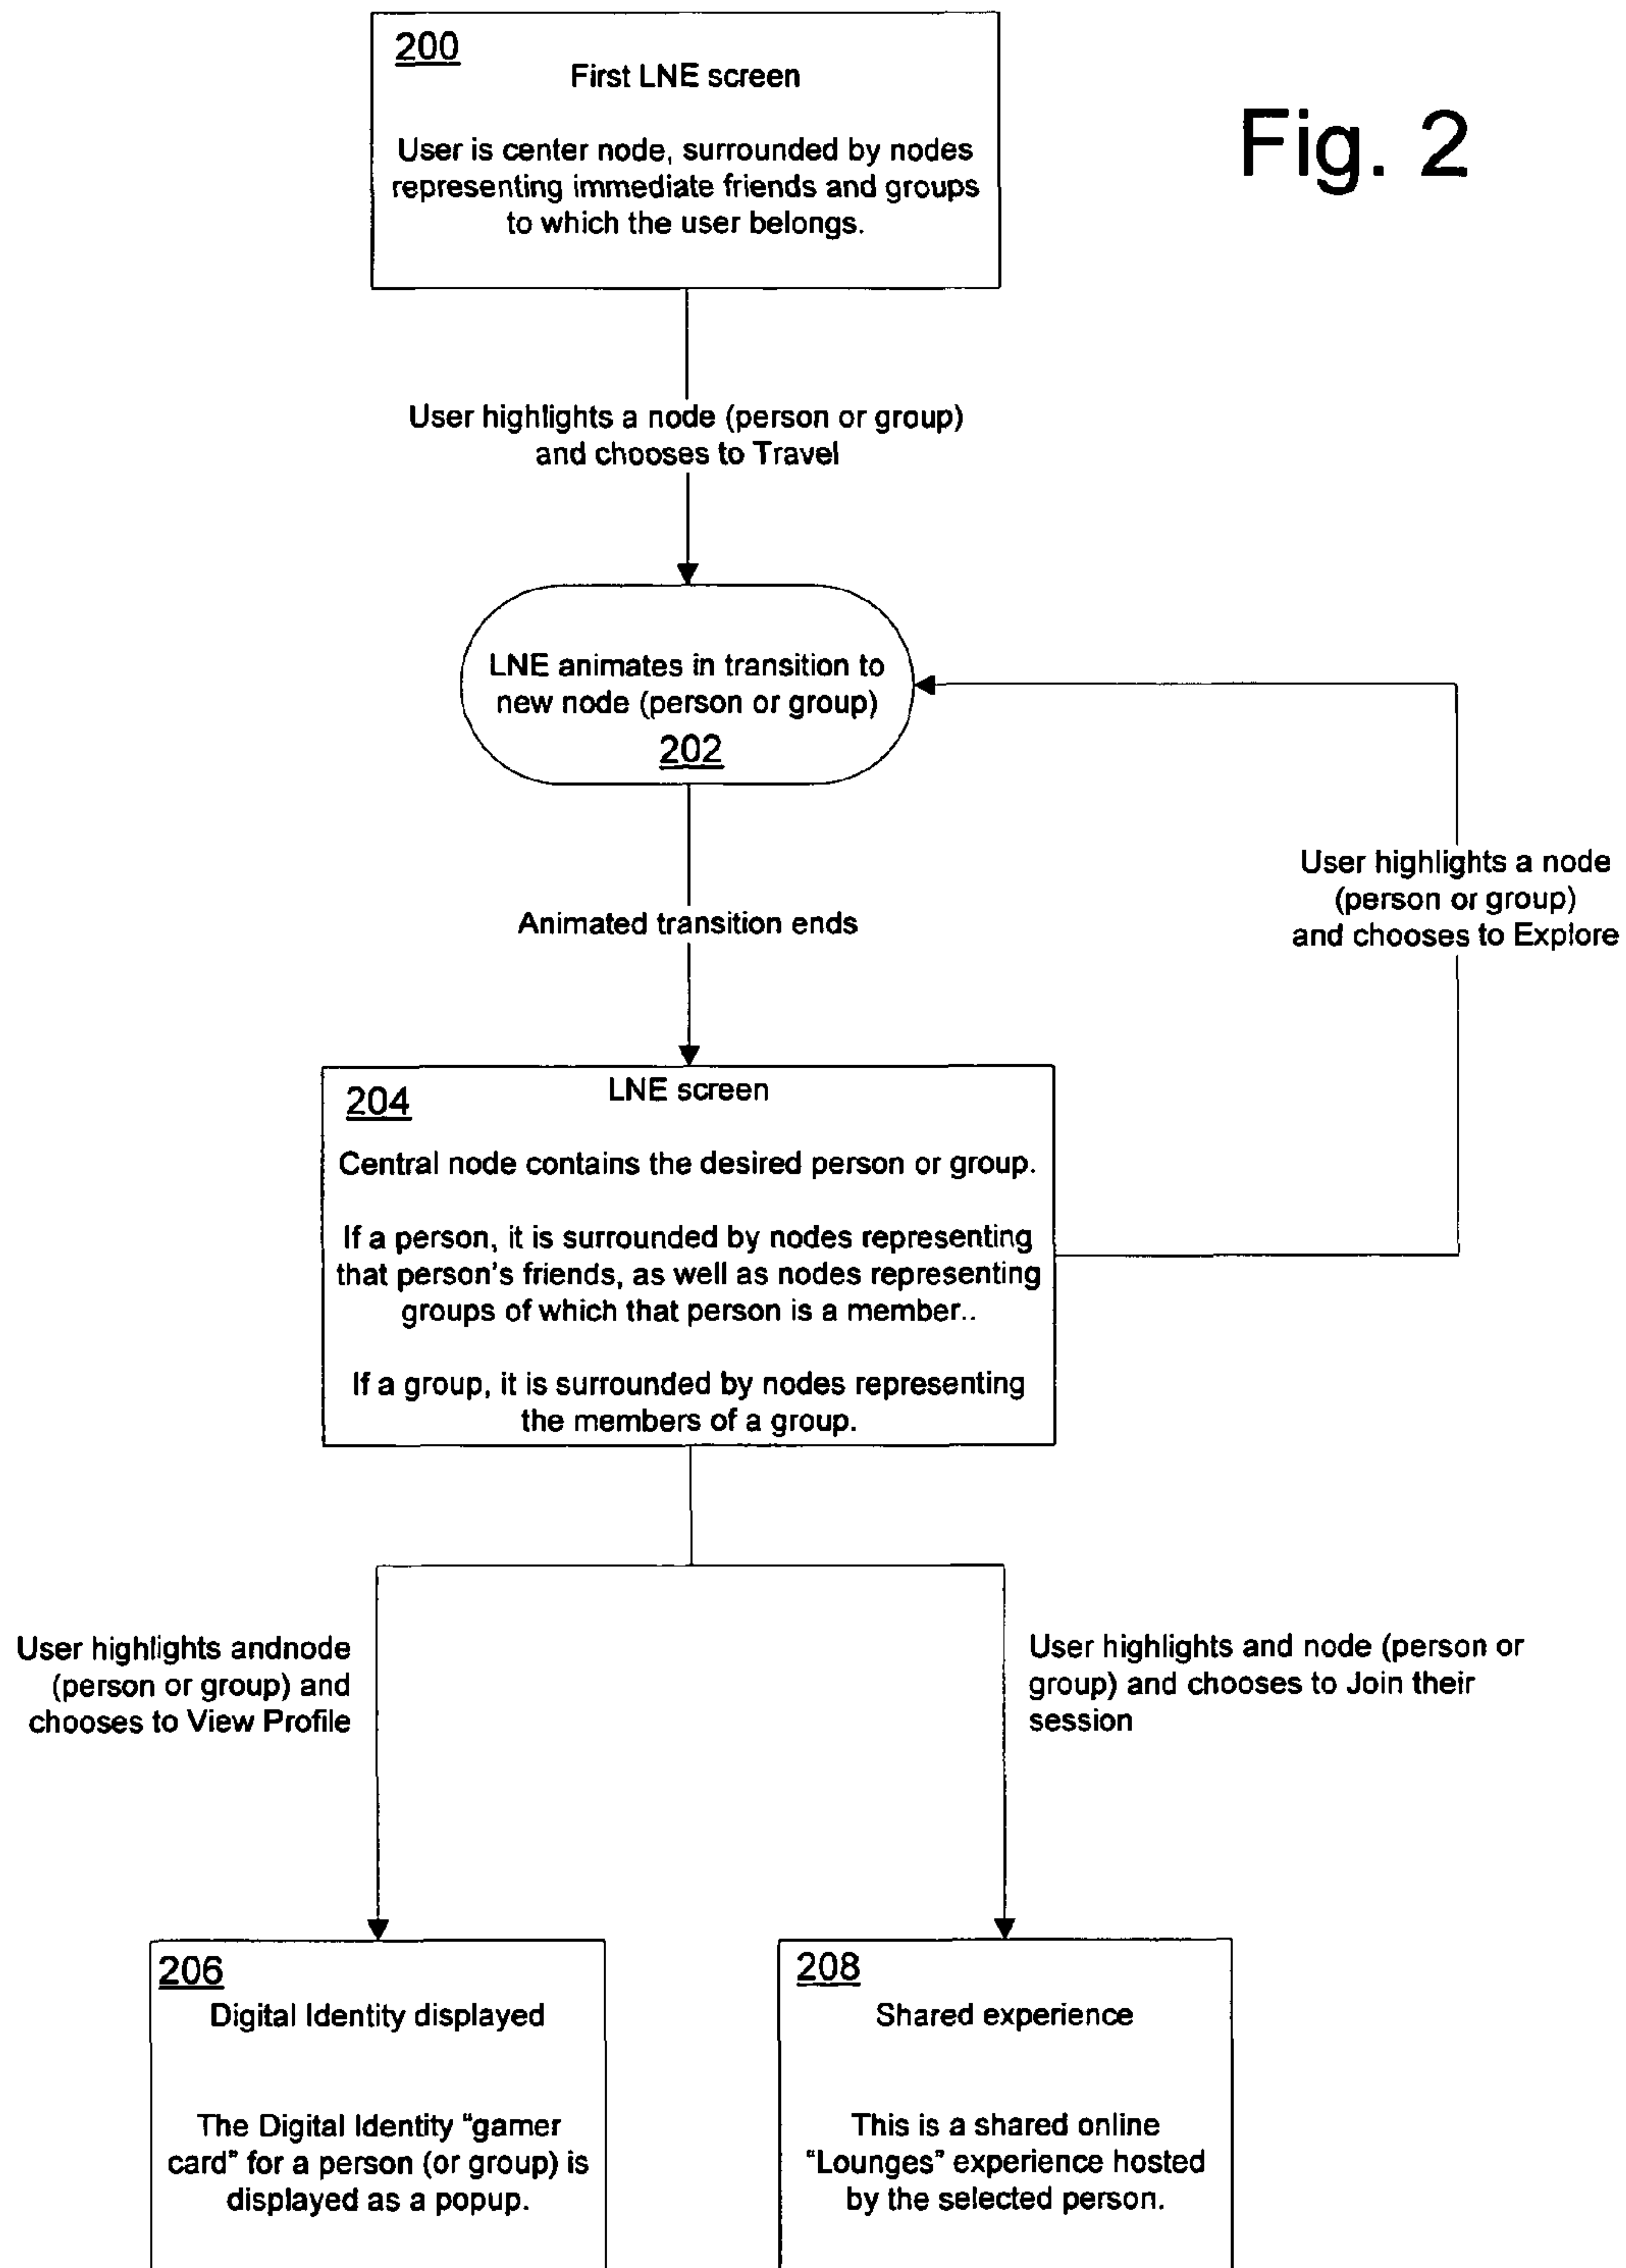 200
First LNE screen
User is center node, surrounded by nodes
representing immediate friends and groups
to which the user belongs.
Fig. 2
User highlights a node (person or group)
and chooses to Travel
LNE animates in transition to
new node (person or group)
202
User highlights a node
(person or group)
and chooses to Explore
Animated transition ends
204
LNE screen
Central node contains the desired person or group.
If a person, it is surrounded by nodes representing
that person's friends, as well as nodes representing
groups of which that person is a member..
If a group, it is surrounded by nodes representing
the members of a group.
User highlights andnode
(person or group) and
chooses to View Profile
User highlights and node (person or
group) and chooses to Join their
session
206
Digital Identity displayed
The Digital Identity "gamer
card" for a person (or group) is
displayed as a popup.
208
Shared experience
This is a shared online
"Lounges" experience hosted
by the selected person.